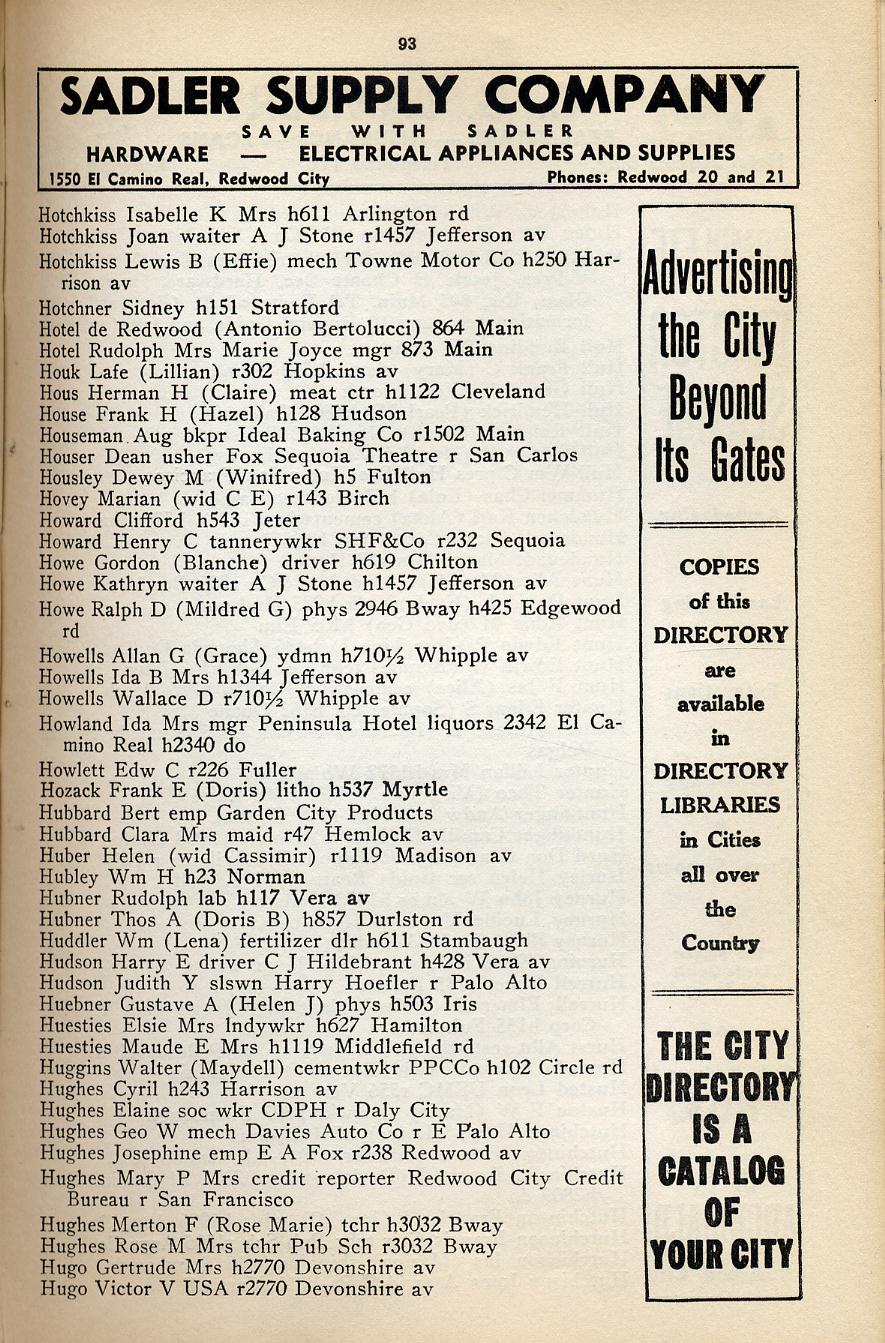 93
SADLER SUPPLY COMPANY
SAVE WITH SADLER
HARDWARE — ELECTRICAL APPLIANCES AND SUPPLIES
1550 El Camino Real, Redwood City Phones: Redwood 20 and 21
Hotchkiss Isabelle K Mrs h611 Arlington rd
Hotchkiss Joan waiter A J Stone r1457 Jefferson av
Hotchkiss Lewis B (Effie) mech Towne Motor Co h250 Har-
rison av
Hotchner Sidney h151 Stratford
Hotel de Redwood (Antonio Bertolucci) 864 Main
Hotel Rudolph Mrs Marie Joyce mgr 873 Main
Houk Lafe (Lillian) r302 Hopkins av
Hous Herman H (Claire) meat ctr h1122 Cleveland
House Frank H (Hazel) h128 Hudson
Houseman Aug bkpr Ideal Baking Co r1502 Main
Houser Dean usher Fox Sequoia Theatre r San Carlos
Housley Dewey M (Winifred) h5 Fulton
Hovey Marian (wid C E) r143 Birch
Howard Clifford h543 Jeter
Howard Henry C tannerywkr SHF&Co r232 Sequoia
Howe Gordon (Blanche) driver h619 Chilton
Howe Kathryn waiter A J Stone h1457 Jefferson av
Howe Ralph D (Mildred G) phys 2946 Bway h425 Edgewood
rd
Howells Allan G (Grace) ydmn h710½ Whipple av
Howells Ida B Mrs h1344 Jefferson av
Howells Wallace D r710½ Whipple av
Howland Ida Mrs mgr Peninsula Hotel liquors 2342 El Ca-
mino Real h2340 do
Howlett Edw C r226 Fuller
Hozack Frank E (Doris) litho h537 Myrtle
Hubbard Bert emp Garden City Products
Hubbard Clara Mrs maid r47 Hemlock av
Huber Helen (wid Cassimir) r1119 Madison av
Hubley Wm H h23 Norman
Hubner Rudolph lab h117 Vera av
Hubner Thos A (Doris B) h857 Durlston rd
Huddler Wm (Lena) fertilizer dlr h611 Stambaugh
Hudson Harry E driver C J Hildebrant h428 Vera av
Hudson Judith Y slswn Harry Hoefler r Palo Alto
Huebner Gustave A (Helen J) phys h503 Iris
Huesties Elsie Mrs lndywkr h627 Hamilton
Huesties Maude E Mrs h1119 Middlefield rd
Huggins Walter (Maydell) cementwkr PPCCo h102 Circle rd
Hughes Cyril h243 Harrison av
Hughes Elaine soc wkr CDPH r Daly City
Hughes Geo W mech Davies Auto Co r E Palo Alto
Hughes Josephine emp E A Fox r238 Redwood av
Hughes Mary P Mrs credit reporter Redwood City Credit
Bureau r San Francisco
Hughes Merton F (Rose Marie) tchr h3032 Bway
Hughes Rose M Mrs tchr Pub Sch r3032 Bway
Hugo Gertrude Mrs h2770 Devonshire av
Hugo Victor V USA r2770 Devonshire av
Advertising
the City
Beyond
Its Gates
COPIES
of this
DIRECTORY
are
available
in
DIRECTORY
LIBRARIES
in Cities
all over
the
Country
THE CITY
DIRECTORY
IS A
CATALOG
OF
YOUR CITY